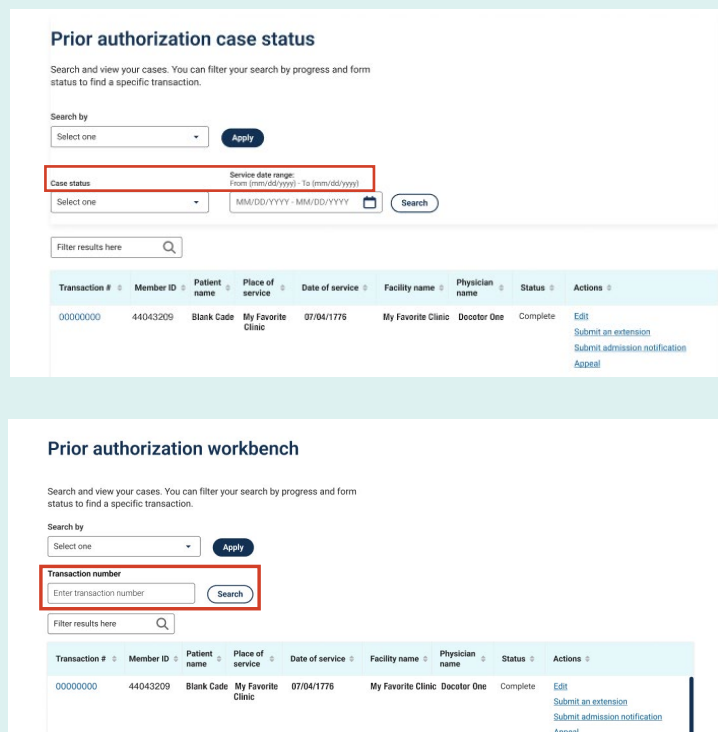 Prior authorization case status
Search and view your cases. You can filter your search by progress and form
status to find a specific transaction.
Search by
Select one
Apply
Case status
Service date range:
From (mm/dd/yyyy) - To (mm/dd/yyyy)
Select one
MM/DD/YYYY - MM/DD/YYYY
Search
Filter results here
Transaction # Member ID Patient name Place of service Date of service Facility name Physician name Status Actions
00000000 44043209 Blank Cade My Favorite Clinic 07/04/1776 My Favorite Clinic Docotor One Complete Edit
Submit an extension
Submit admission notification
Appeal
Prior authorization workbench
Search and view your cases. You can filter your search by progress and form
status to find a specific transaction.
Search by
Select one
Apply
Transaction number
Enter transaction number
Search
Filter results here
Transaction # Member ID Patient name Place of service Date of service Facility name Physician name Status Actions
00000000 44043209 Blank Cade My Favorite Clinic 07/04/1776 My Favorite Clinic Docotor One Complete Edit
Submit an extension
Submit admission notification
Appeal